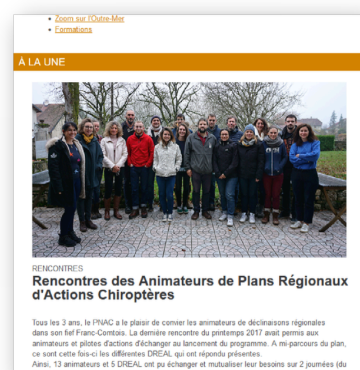 Zoom sur l'Outre-Mer
Formations
À LA UNE
RENCONTRES
Rencontres des Animateurs de Plans Régionaux
d'Actions Chiroptères
Tous les 3 ans, le PNAC a le plaisir de convier les animateurs de déclinaisons régionales
dans son fief Franc-Comtois. La dernière rencontre du printemps 2017 avait permis aux
animateurs et pilotes d'actions d'échanger au lancement du programme. A mi-parcours du plan,
ce sont cette fois-ci les différentes DREAL qui ont répondu présentes.
Ainsi, 13 animateurs et 5 DREAL ont pu échanger et mutualiser leur besoins sur 2 journées (du